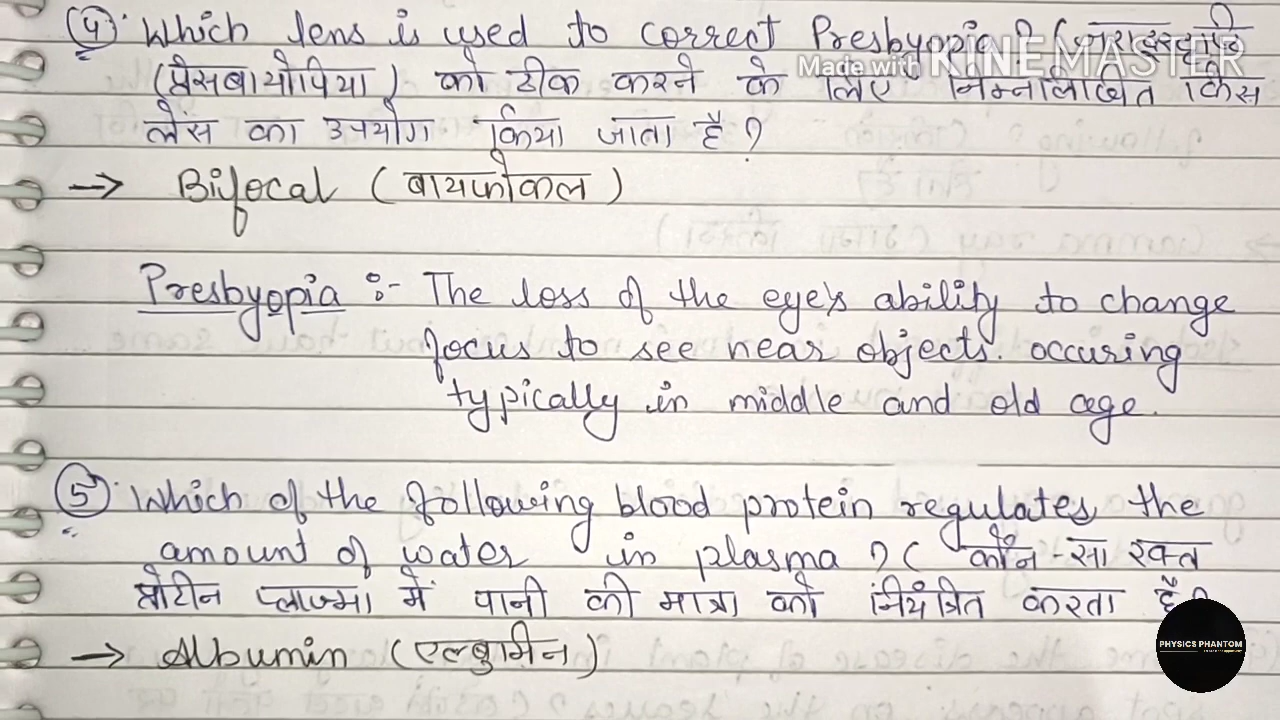 (4) Which lens is used to correct Presbyopia? (जरादूरदृष्टि
Made with KINEMASTER
(प्रेसबायोपिया) को ठीक करने के लिए निम्नलिखित किस
लेंस का उपयोग किया जाता है?
→ Bifocal (बायफोकल)
Presbyopia :- The loss of the eye's ability to change
focus to see near objects. occuring
typically in middle and old age.
(5) Which of the following blood protein regulates the
amount of water in plasma? (कौन-सा रक्त
प्रोटीन प्लाज्मा में पानी की मात्रा को नियंत्रित करता है?
PHYSICS PHANTOM
→ Albumin (एल्बुमीन)